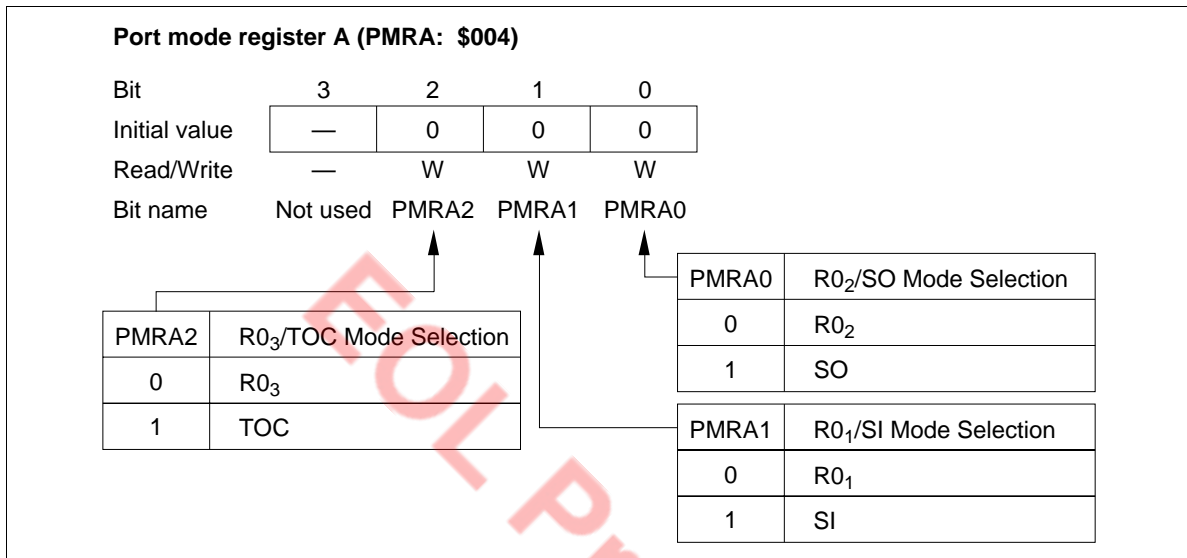 Port mode register A (PMRA: $004)
Bit 3 2 1 0
Initial value — 0 0 0
Read/Write — W W W
Bit name Not used PMRA2 PMRA1 PMRA0
PMRA0 R0₂/SO Mode Selection
0 R0₂
1 SO
PMRA2 R0₃/TOC Mode Selection
0 R0₃
1 TOC
PMRA1 R0₁/SI Mode Selection
0 R0₁
1 SI
EOL Pr